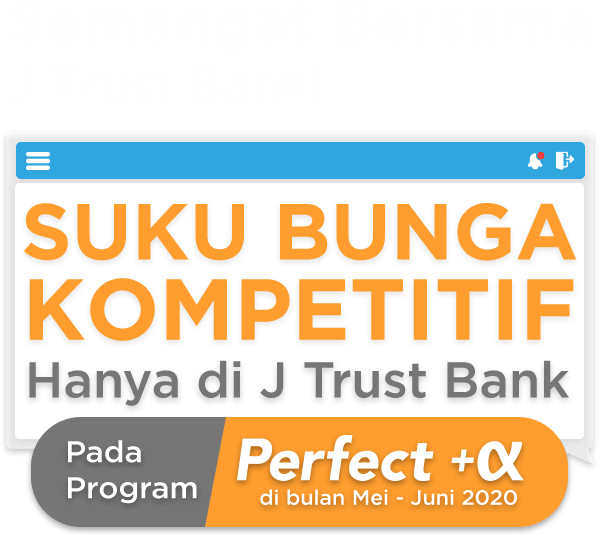 Semangat Bersama
J Trust Bank!
SUKU BUNGA
KOMPETITIF
Hanya di J Trust Bank
Pada
Program
Perfect +α
di bulan Mei - Juni 2020